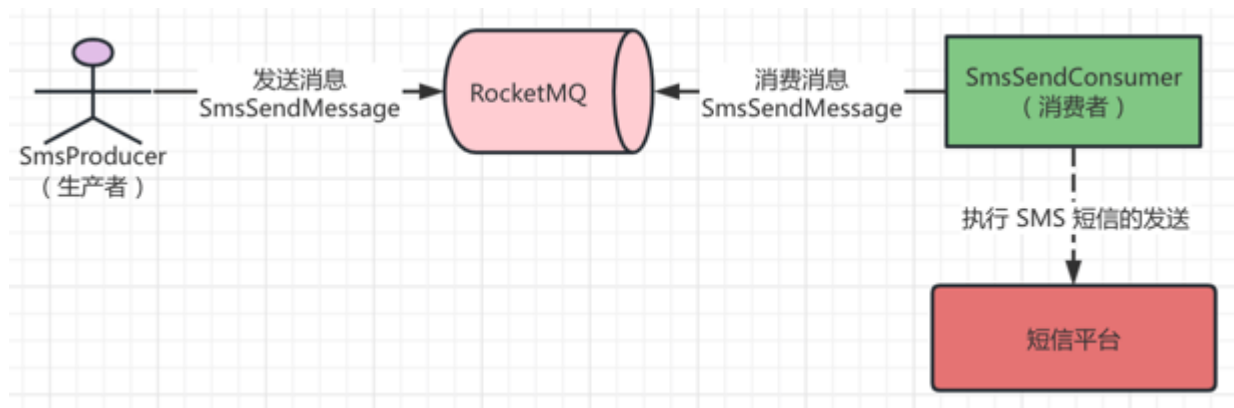 发送消息
SmsSendMessage
RocketMQ
消费消息
SmsSendMessage
SmsSendConsumer
（消费者）
SmsProducer
（生产者）
执行 SMS 短信的发送
短信平台